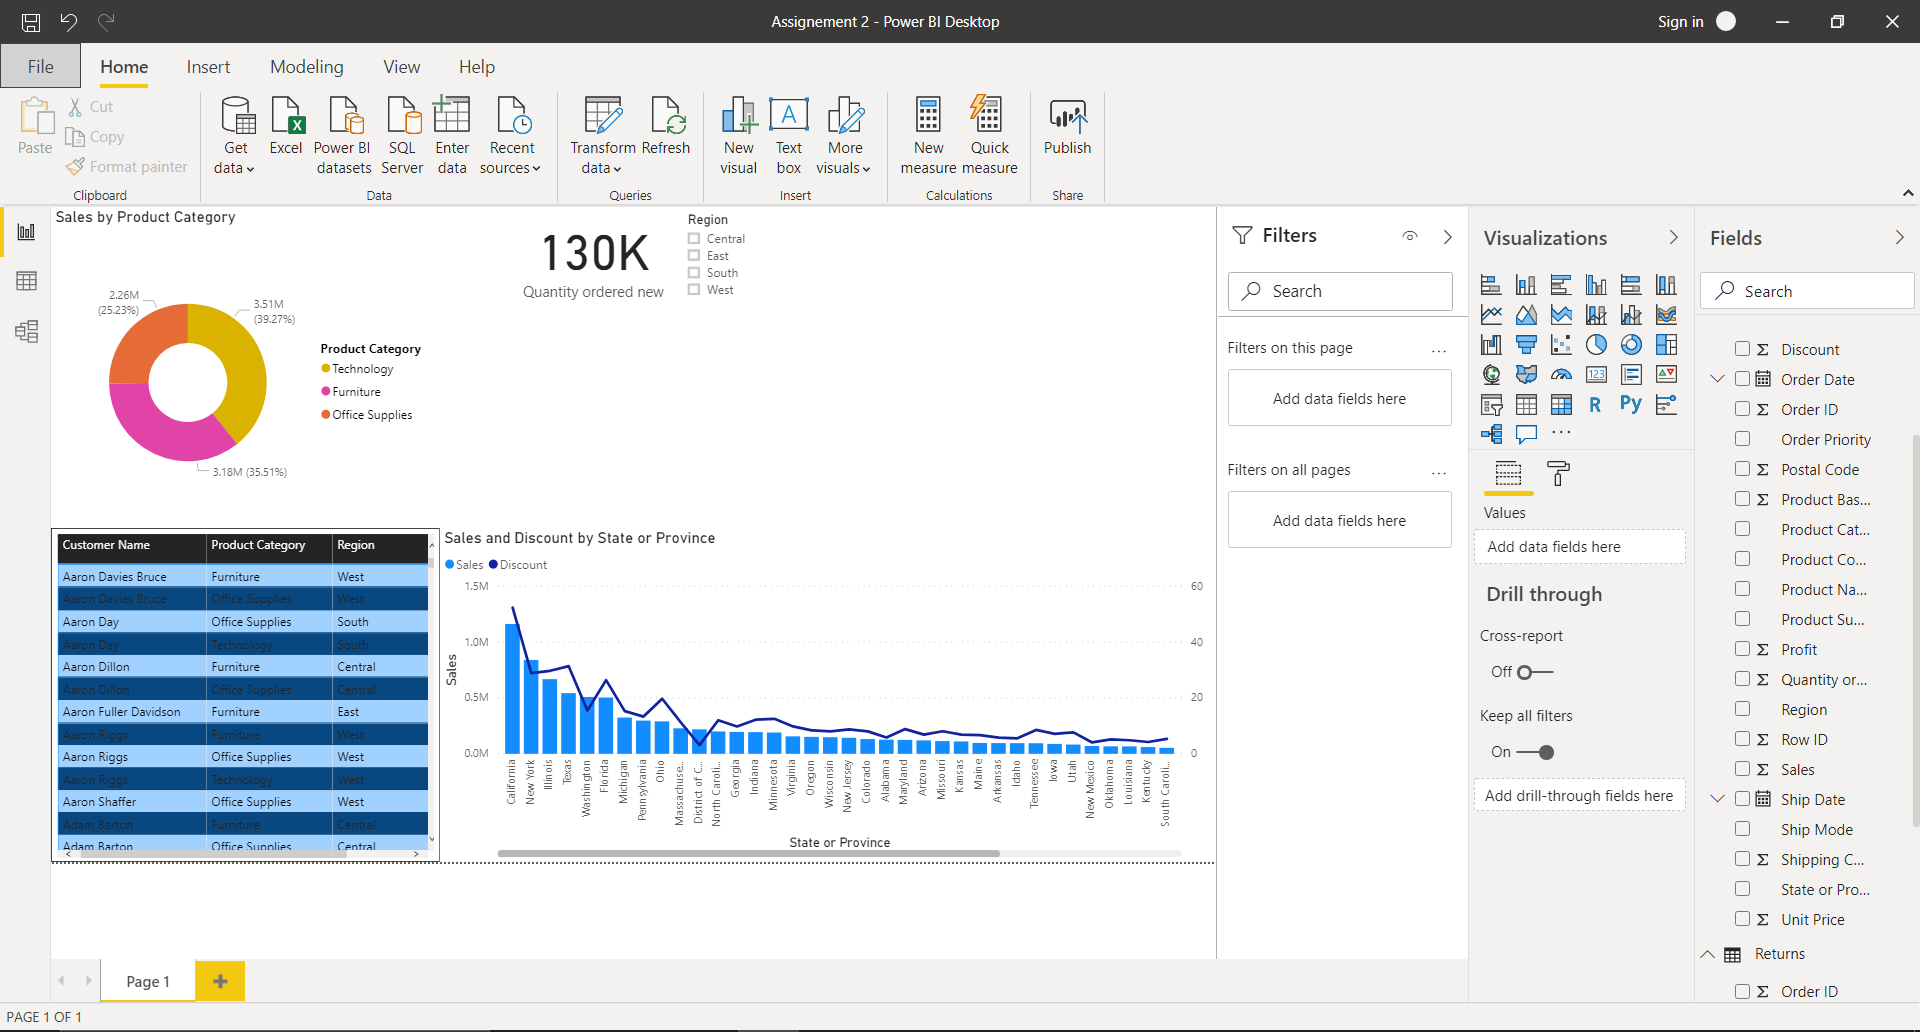 Assignement 2 - Power BI Desktop
Sign in
File
Home
Insert
Modeling
View
Help
Paste
Cut
Copy
Format painter
Clipboard
Get data
Excel
Power BI datasets
SQL Server
Enter data
Recent sources
Data
Transform data
Refresh
Queries
New visual
Text box
More visuals
Insert
New measure
Quick measure
Calculations
Publish
Share
Sales by Product Category
2.26M
(25.23%)
3.51M
(39.27%)
3.18M (35.51%)
Product Category
Technology
Furniture
Office Supplies
130K
Quantity ordered new
Region
Central
East
South
West
Customer Name Product Category Region
Aaron Davies Bruce Furniture West
Aaron Davies Bruce Office Supplies West
Aaron Day Office Supplies South
Aaron Day Technology South
Aaron Dillon Furniture Central
Aaron Dillon Office Supplies Central
Aaron Fuller Davidson Furniture East
Aaron Riggs Furniture West
Aaron Riggs Office Supplies West
Aaron Riggs Technology West
Aaron Shaffer Office Supplies West
Adam Barton Furniture Central
Adam Barton Office Supplies Central
Sales and Discount by State or Province
Sales Discount
1.5M
1.0M
0.5M
0.0M
Sales
60
40
20
0
California
New York
Illinois
Texas
Washington
Florida
Michigan
Pennsylvania
Ohio
Massachuse...
District of C...
North Caroli...
Georgia
Indiana
Minnesota
Virginia
Oregon
Wisconsin
New Jersey
Colorado
Alabama
Maryland
Arizona
Missouri
Kansas
Maine
Arkansas
Idaho
Tennessee
Iowa
Utah
New Mexico
Oklahoma
Louisiana
Kentucky
South Caroli...
State or Province
Filters
Search
Filters on this page
...
Add data fields here
Filters on all pages
...
Add data fields here
Visualizations
123
R
Py
...
Values
Add data fields here
Drill through
Cross-report
Off
Keep all filters
On
Add drill-through fields here
Fields
Search
Σ Discount
Order Date
Σ Order ID
Order Priority
Σ Postal Code
Σ Product Bas...
Product Cat...
Product Co...
Product Na...
Product Su...
Σ Profit
Σ Quantity or...
Region
Σ Row ID
Σ Sales
Ship Date
Ship Mode
Σ Shipping C...
State or Pro...
Σ Unit Price
Returns
Σ Order ID
Page 1
PAGE 1 OF 1